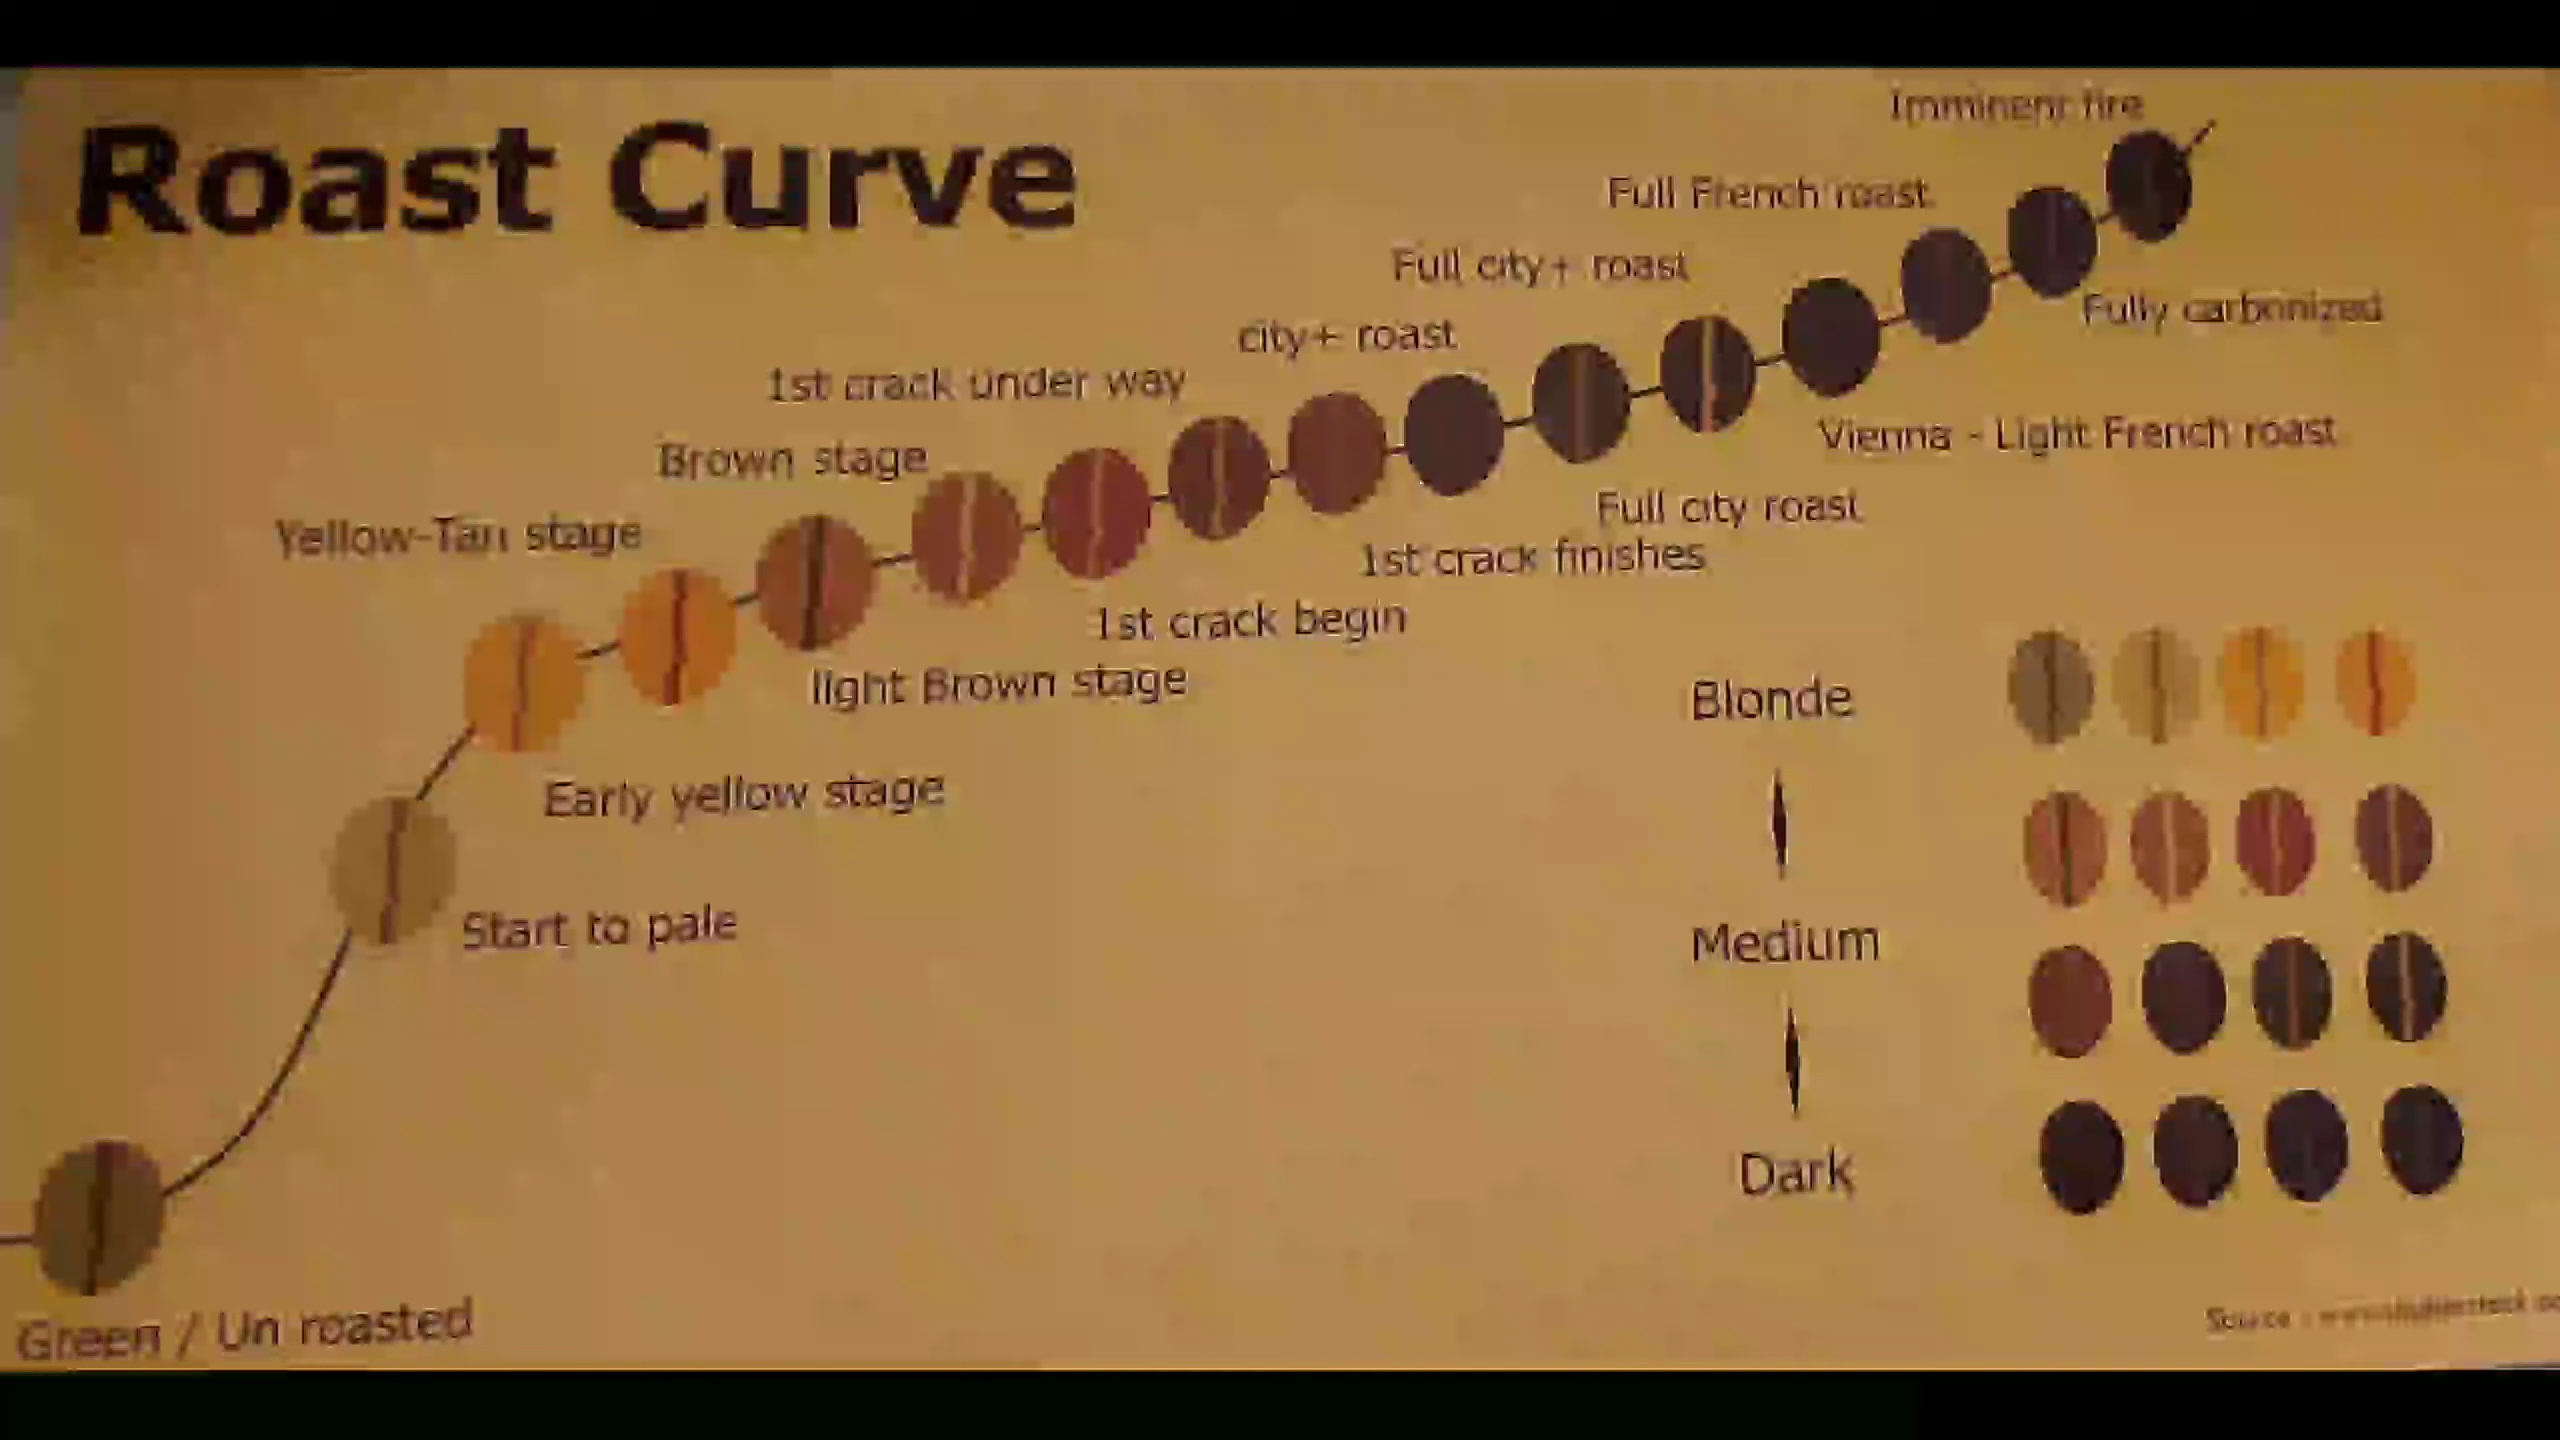 Roast Curve
Imminent fire
Full French roast
Full city+ roast
Fully carbonized
city+ roast
1st crack under way
Vienna - Light French roast
Brown stage
Full city roast
Yellow-Tan stage
1st crack finishes
1st crack begin
light Brown stage
Blonde
Early yellow stage
Start to pale
Medium
Dark
Source :
Green / Un roasted